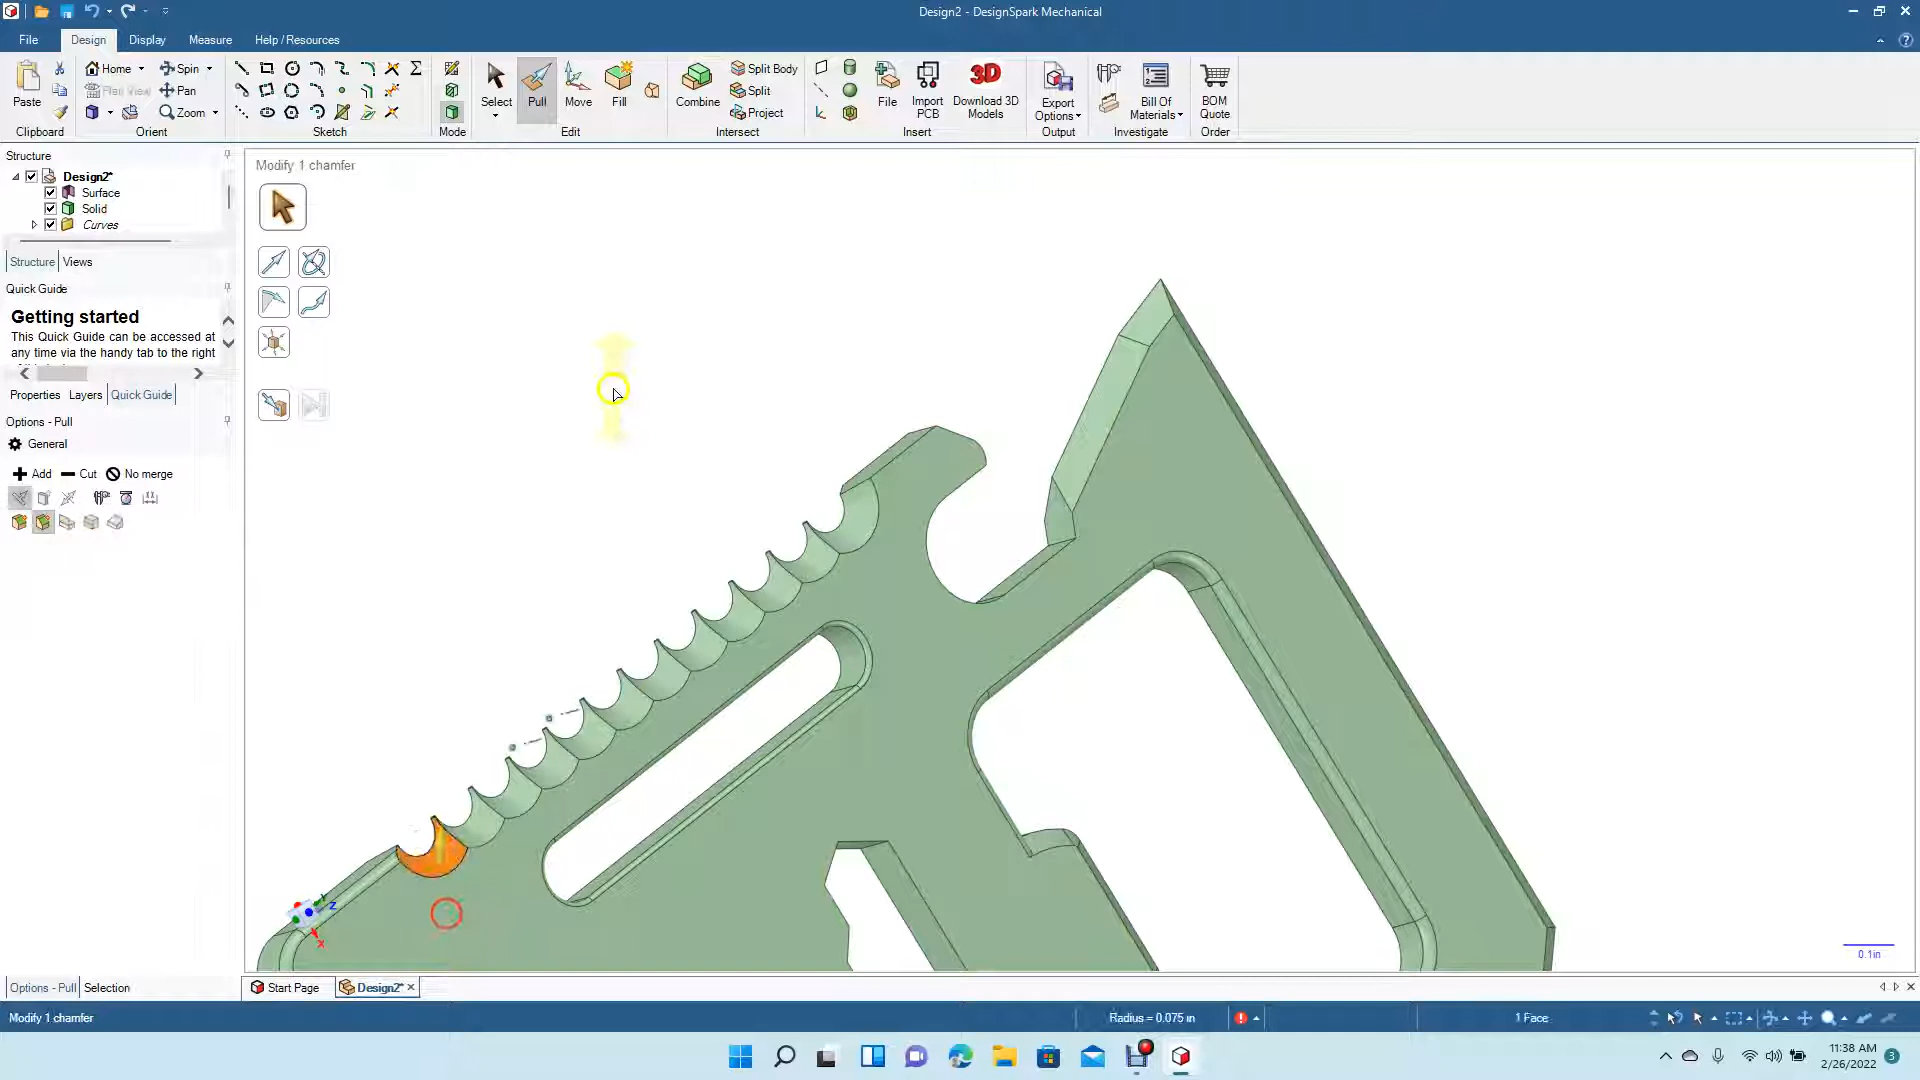 Design2 - DesignSpark Mechanical
File Design Display Measure Help / Resources
Paste
Home Spin
Plan View Pan
Zoom
Select Pull Move Fill
Combine
Split Body
Split
Project
File Import PCB Download 3D Models
Export Options
Bill Of Materials
BOM Quote
Clipboard Orient Sketch Mode Edit Intersect Insert Output Investigate Order
Structure
Design2*
Surface
Solid
Curves
Structure Views
Quick Guide
Getting started
This Quick Guide can be accessed at
any time via the handy tab to the right
Properties Layers Quick Guide
Options - Pull
General
Add Cut No merge
Modify 1 chamfer
Y
Z
X
0.1in
Options - Pull Selection
Start Page Design2*
Modify 1 chamfer
Radius = 0.075 in
1 Face
11:38 AM
2/26/2022
3